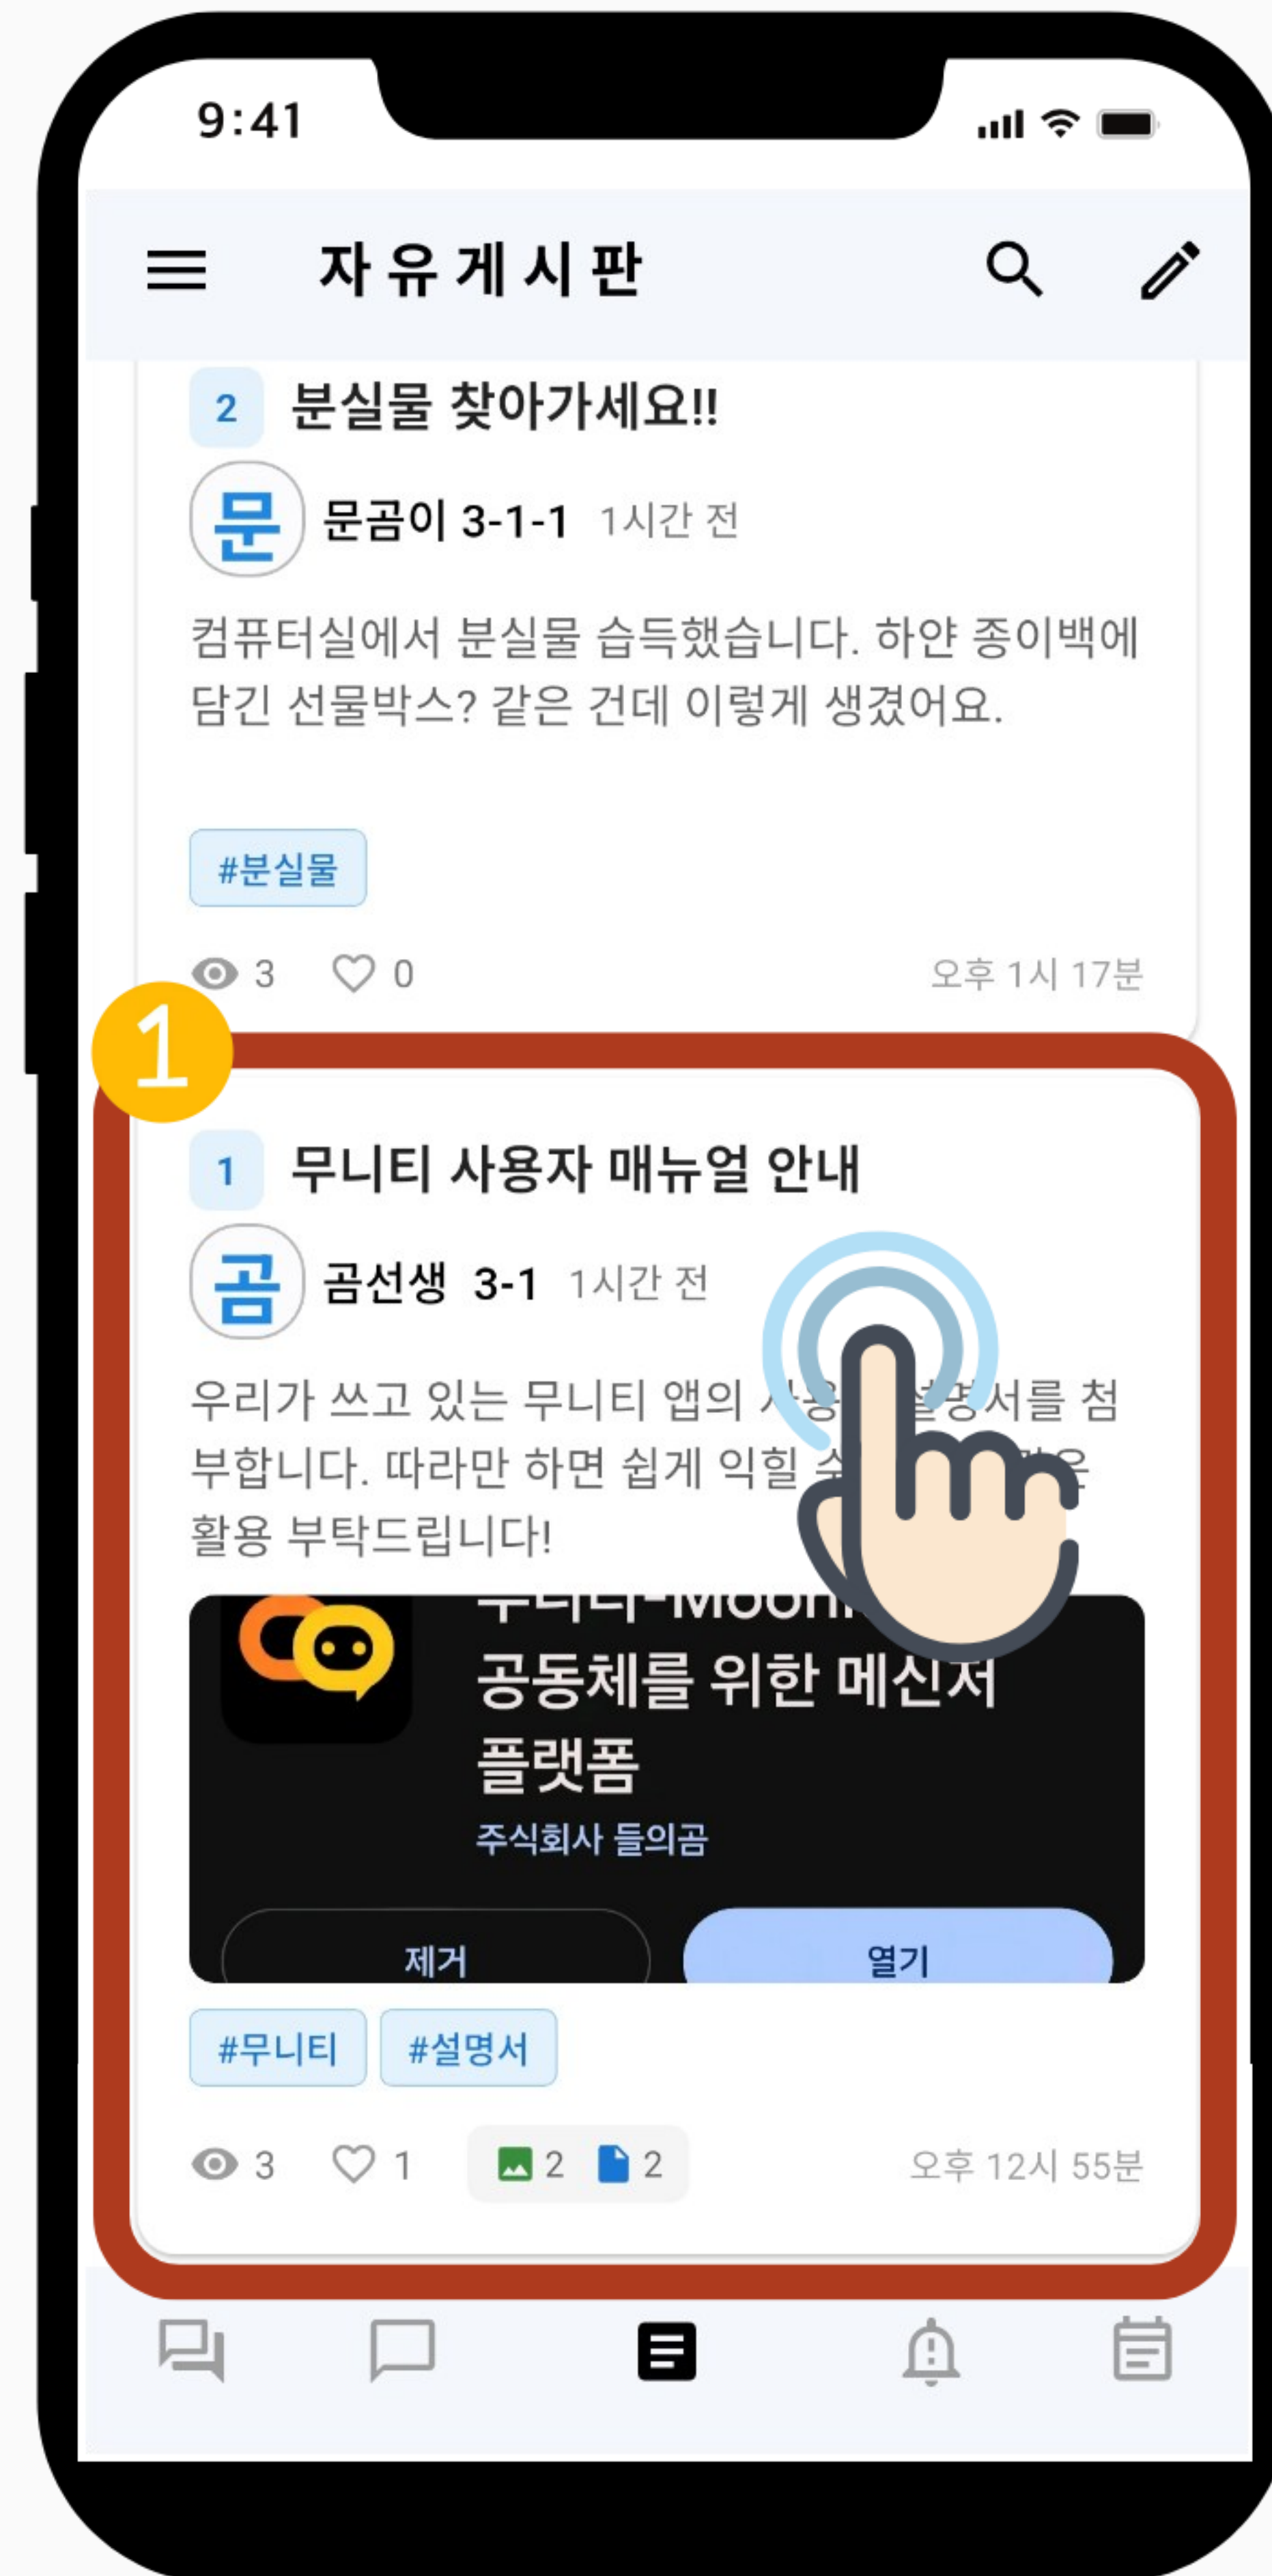 9:41
자유게시판
2 분실물 찾아가세요!!
문 문곰이 3-1-1 1시간 전
컴퓨터실에서 분실물 습득했습니다. 하얀 종이백에
담긴 선물박스? 같은 건데 이렇게 생겼어요.
#분실물
3 0 오후 1시 17분
1
1 무니티 사용자 매뉴얼 안내
곰 곰선생 3-1 1시간 전
우리가 쓰고 있는 무니티 앱의 첨
부합니다. 따라만 하면 쉽게 익힐
활용 부탁드립니다!
공동체를 위한 메신저
플랫폼
주식회사 들의곰
제거 열기
#무니티 #설명서
3 1 2 2 오후 12시 55분